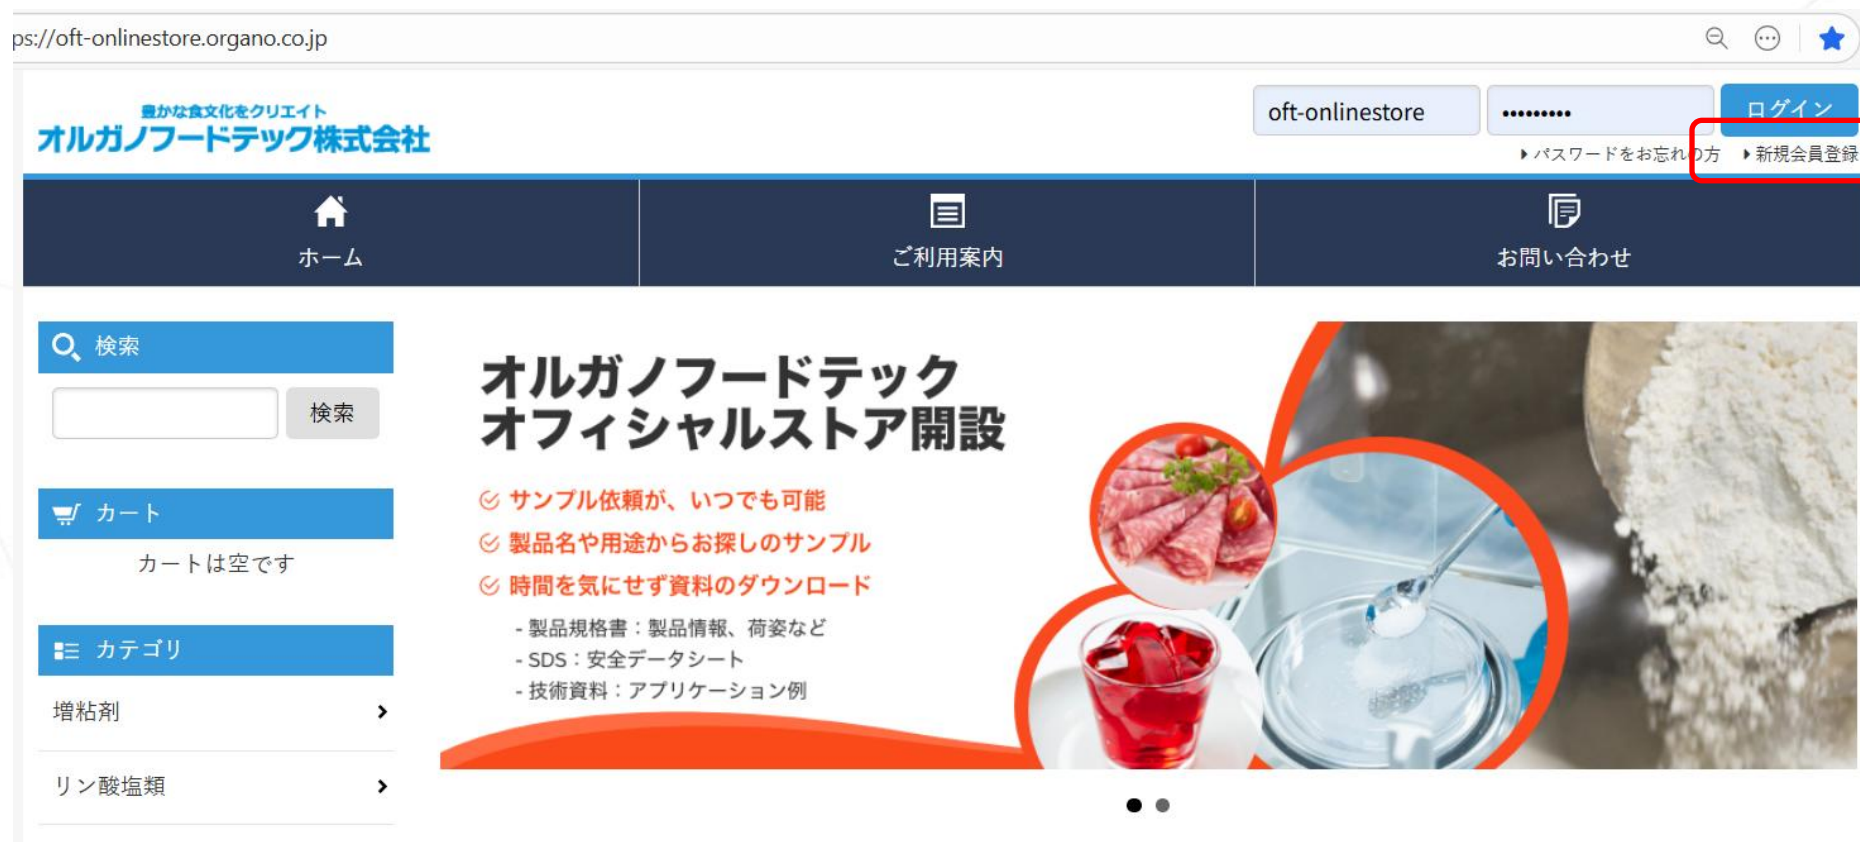 ps://oft-onlinestore.organo.co.jp
豊かな食文化をクリエイト
オルガノフードテック株式会社
oft-onlinestore
•••••••••
ログイン
パスワードをお忘れの方
新規会員登録
ホーム
ご利用案内
お問い合わせ
検索
検索
カート
カートは空です
カテゴリ
増粘剤
リン酸塩類
オルガノフードテック
オフィシャルストア開設
サンプル依頼が、いつでも可能
製品名や用途からお探しのサンプル
時間を気にせず資料のダウンロード
- 製品規格書：製品情報、荷姿など
- SDS：安全データシート
- 技術資料：アプリケーション例